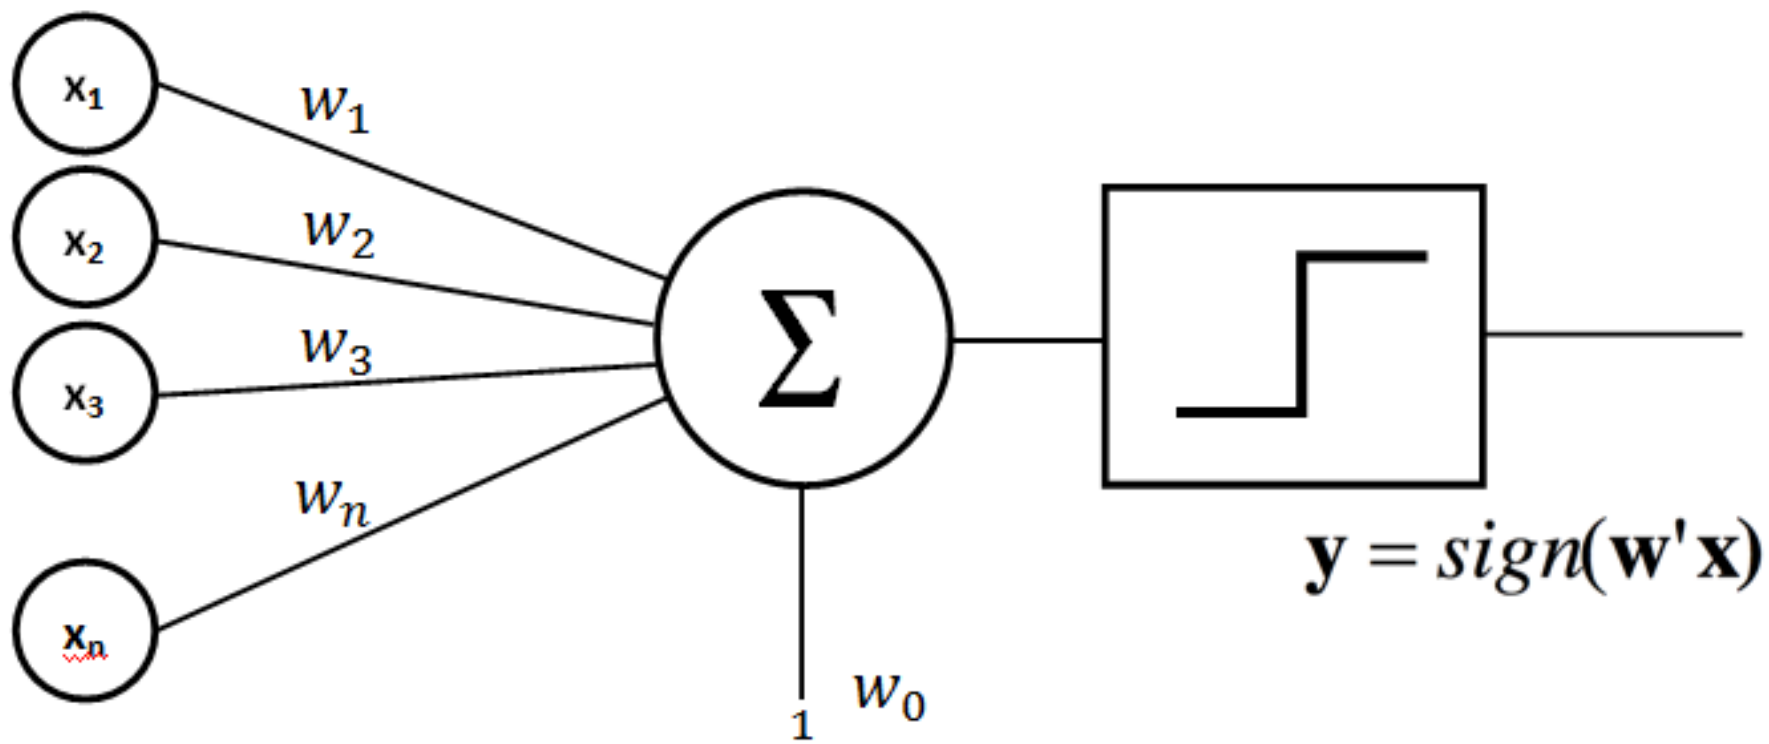 x₁
w₁
x₂
w₂
x₃
w₃
wₙ
xₙ
Σ
y = sign(w'x)
w₀
1